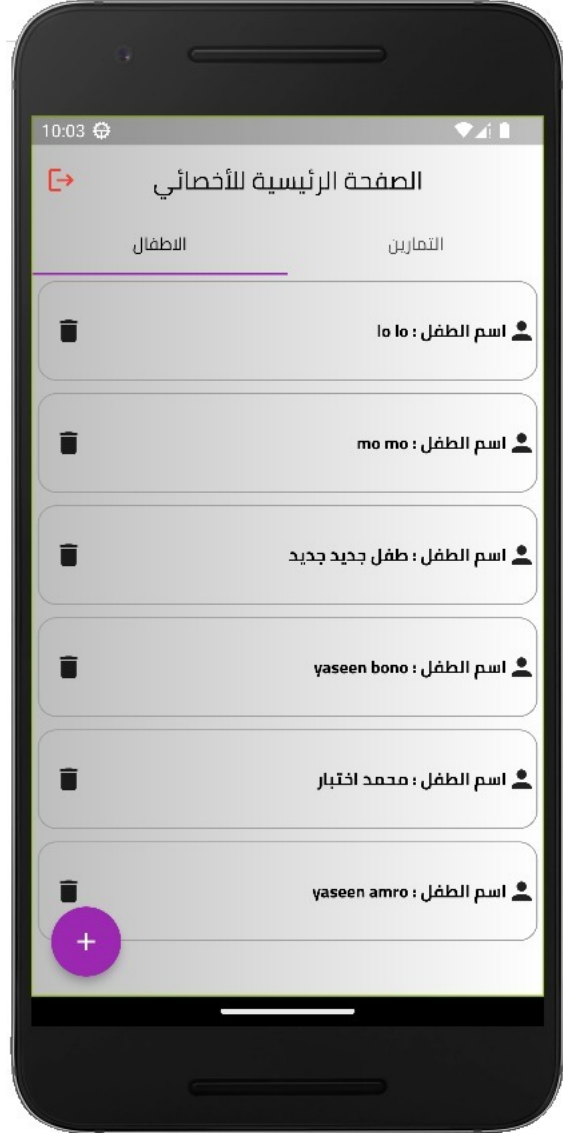 10:03
الصفحة الرئيسية للأخصائي
التمارين الاطفال
اسم الطفل : lo lo
اسم الطفل : mo mo
اسم الطفل : طفل جديد جديد
اسم الطفل : yaseen bono
اسم الطفل : محمد اختبار
اسم الطفل : yaseen amro
+